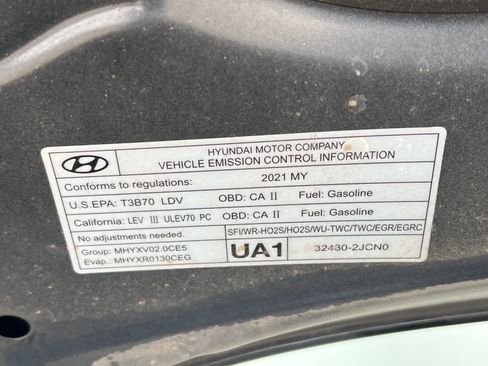 HYUNDAI MOTOR COMPANY
VEHICLE EMISSION CONTROL INFORMATION
Conforms to regulations: 2021 MY
U.S.EPA: T3B70 LDV OBD: CA II Fuel: Gasoline
California: LEV III ULEV70 PC OBD: CA II Fuel: Gasoline
No adjustments needed. SFI/WR-HO2S/HO2S/WU-TWC/TWC/EGR/EGRC
Group: MHYXV02.0CE5
Evap.: MHYXR0130CEG UA1 32430-2JCN0